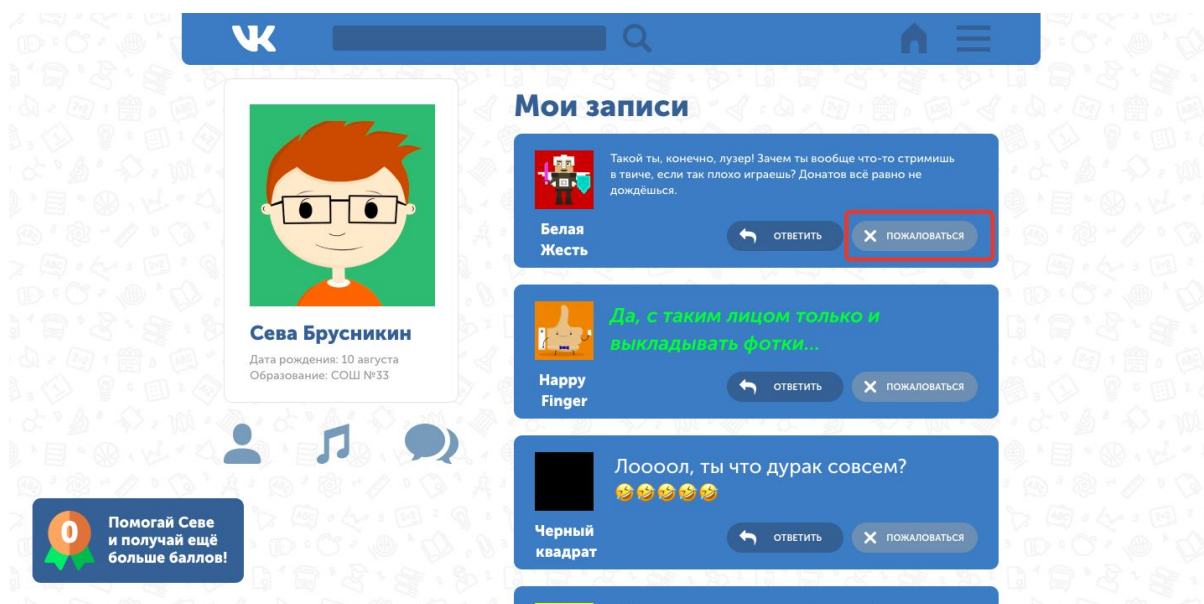 Мои записи
Такой ты, конечно, лузер! Зачем ты вообще что-то стримишь
в твиче, если так плохо играешь? Донатов всё равно не
дождёшься.
Белая
Жесть
ОТВЕТИТЬ
ПОЖАЛОВАТЬСЯ
Да, с таким лицом только и
выкладывать фотки...
Happy
Finger
ОТВЕТИТЬ
ПОЖАЛОВАТЬСЯ
Лоооол, ты что дурак совсем?
🤣🤣🤣🤣🤣
Черный
квадрат
ОТВЕТИТЬ
ПОЖАЛОВАТЬСЯ
Сева Брусникин
Дата рождения: 10 августа
Образование: СОШ №33
0
Помогай Севе
и получай ещё
больше баллов!